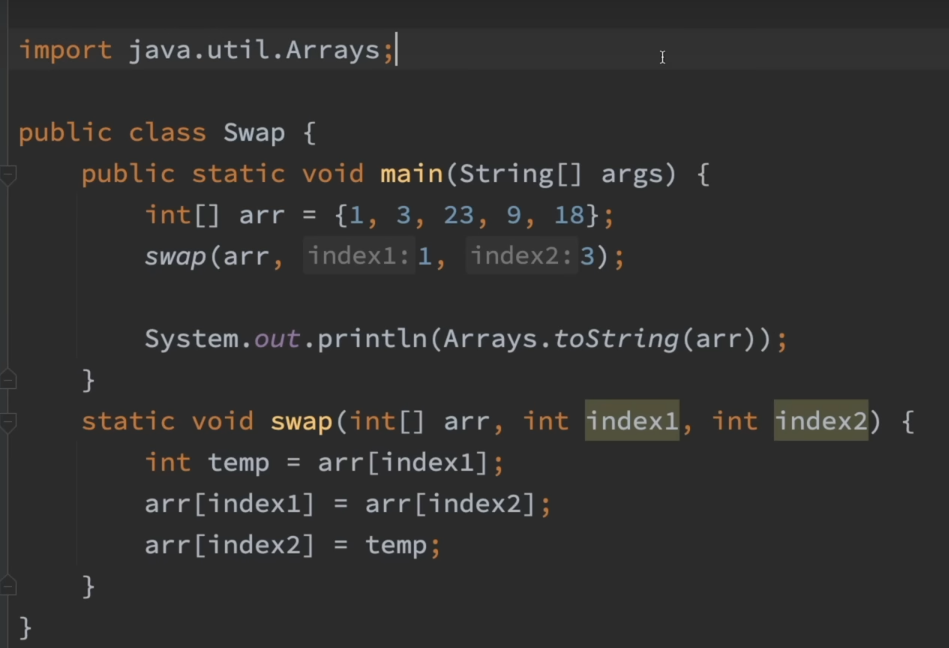 import java.util.Arrays;
public class Swap {
public static void main(String[] args) {
int[] arr = {1, 3, 23, 9, 18};
swap(arr, index1: 1, index2: 3);
System.out.println(Arrays.toString(arr));
}
static void swap(int[] arr, int index1, int index2) {
int temp = arr[index1];
arr[index1] = arr[index2];
arr[index2] = temp;
}
}